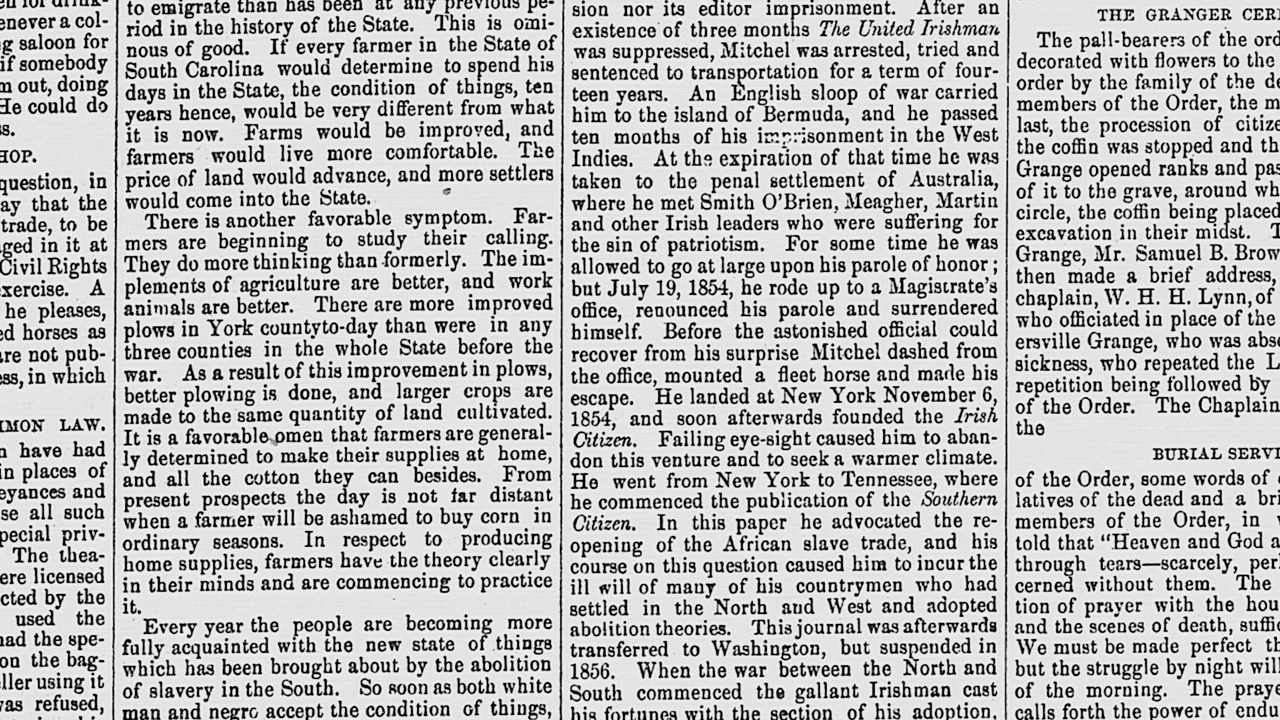 enever a col-
g saloon for
if somebody
m out, doing
He could do
ss.
HOP.
question, in
ay that the
trade, to be
ged in it at
Civil Rights
exercise. A
he pleases,
ed horses as
are not pub-
ess, in which
MON LAW.
n have had
in places of
eyances and
se all such
pecial priv-
The thea-
ere licensed
cted by the
used the
had the spe-
on the bag-
ller using it
was refused,
to emigrate than has been at any previous pe-
riod in the history of the State. This is omi-
nous of good. If every farmer in the State of
South Carolina would determine to spend his
days in the State, the condition of things, ten
years hence, would be very different from what
it is now. Farms would be improved, and
farmers would live more comfortable. The
price of land would advance, and more settlers
would come into the State.
There is another favorable symptom. Far-
mers are beginning to study their calling.
They do more thinking than formerly. The im-
plements of agriculture are better, and work
animals are better. There are more improved
plows in York countyto-day than were in any
three counties in the whole State before the
war. As a result of this improvement in plows,
better plowing is done, and larger crops are
made to the same quantity of land cultivated.
It is a favorable omen that farmers are general-
ly determined to make their supplies at home,
and all the cotton they can besides. From
present prospects the day is not far distant
when a farmer will be ashamed to buy corn in
ordinary seasons. In respect to producing
home supplies, farmers have the theory clearly
in their minds and are commencing to practice
it.
Every year the people are becoming more
fully acquainted with the new state of things
which has been brought about by the abolition
of slavery in the South. So soon as both white
man and negro accept the condition of things,
sion nor its editor imprisonment. After an
existence of three months The United Irishman
was suppressed, Mitchel was arrested, tried and
sentenced to transportation for a term of four-
teen years. An English sloop of war carried
him to the island of Bermuda, and he passed
ten months of his imprisonment in the West
Indies. At the expiration of that time he was
taken to the penal settlement of Australia,
where he met Smith O'Brien, Meagher, Martin
and other Irish leaders who were suffering for
the sin of patriotism. For some time he was
allowed to go at large upon his parole of honor;
but July 19, 1854, he rode up to a Magistrate's
office, renounced his parole and surrendered
himself. Before the astonished official could
recover from his surprise Mitchel dashed from
the office, mounted a fleet horse and made his
escape. He landed at New York November 6,
1854, and soon afterwards founded the Irish
Citizen. Failing eye-sight caused him to aban-
don this venture and to seek a warmer climate.
He went from New York to Tennessee, where
he commenced the publication of the Southern
Citizen. In this paper he advocated the re-
opening of the African slave trade, and his
course on this question caused him to incur the
ill will of many of his countrymen who had
settled in the North and West and adopted
abolition theories. This journal was afterwards
transferred to Washington, but suspended in
1856. When the war between the North and
South commenced the gallant Irishman cast
his fortunes with the section of his adoption,
THE GRANGER CER
The pall-bearers of the ord
decorated with flowers to the
order by the family of the de
members of the Order, the m
last, the procession of citize
the coffin was stopped and th
Grange opened ranks and pas
of it to the grave, around wh
circle, the coffin being placed
excavation in their midst. T
Grange, Mr. Samuel B. Brow
then made a brief address,
chaplain, W. H. H. Lynn, of
who officiated in place of the
ersville Grange, who was abse
sickness, who repeated the L
repetition being followed by
of the Order. The Chaplain
the
BURIAL SERVI
of the Order, some words of
latives of the dead and a bri
members of the Order, in
told that "Heaven and God a
through tears—scarcely, per
cerned without them. The
tion of prayer with the hou
and the scenes of death, suffic
We must be made perfect th
but the struggle by night will
of the morning. The praye
calls forth the power of endu